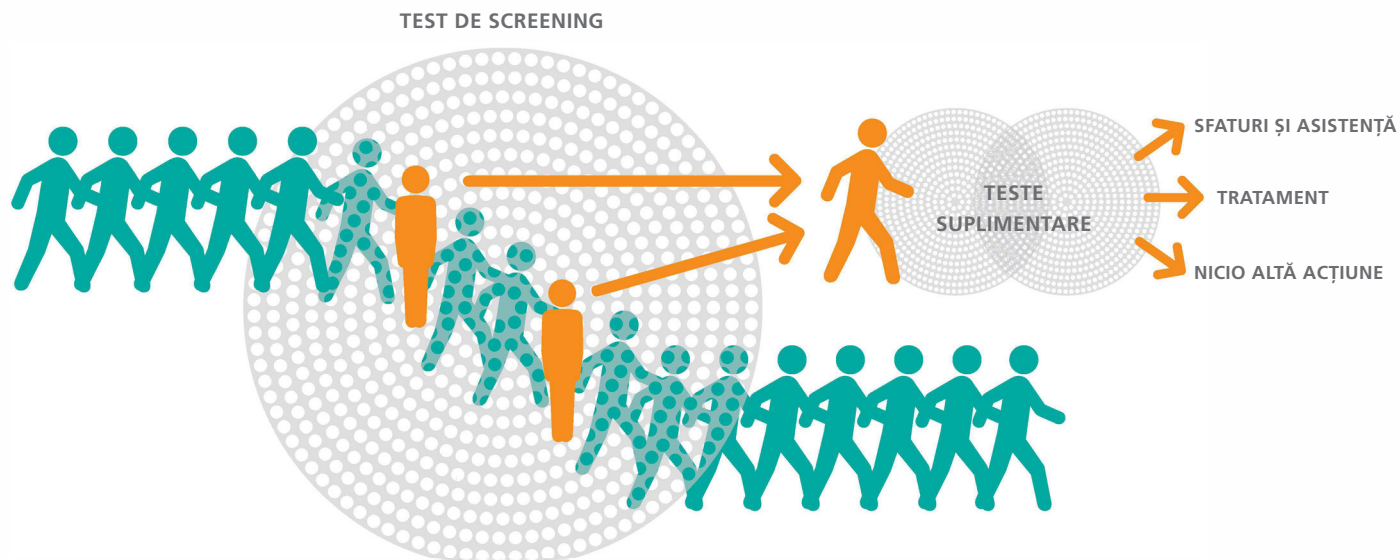 TEST DE SCREENING
SFATURI ȘI ASISTENȚĂ
TESTE
SUPLIMENTARE
TRATAMENT
NICIO ALTĂ ACȚIUNE